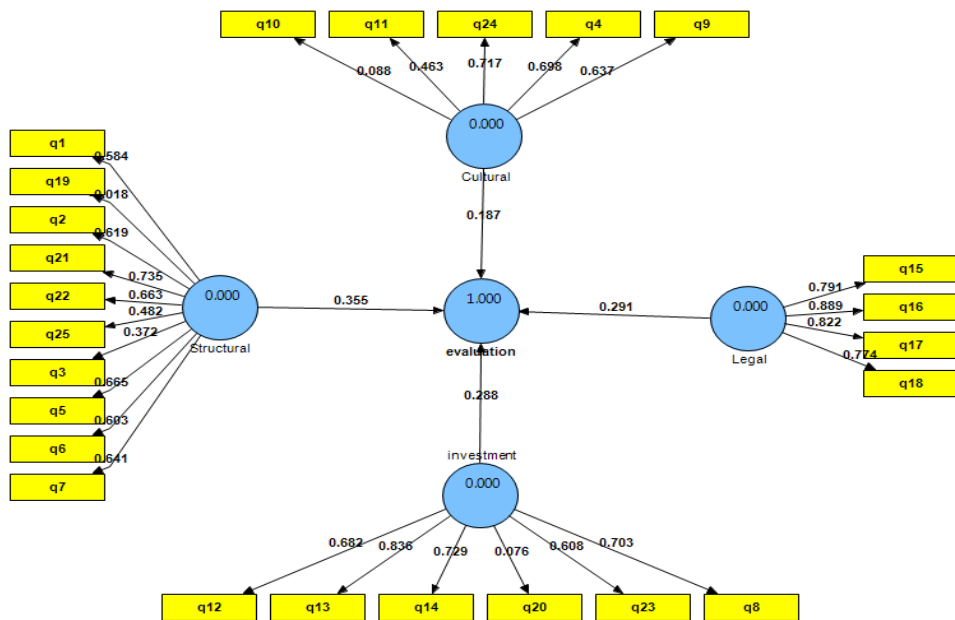 q10 q11 q24 q4 q9
0.088 0.463 0.717 0.698 0.637
0.000
Cultural
0.187
q1
q19
q2
q21
q22
q25
q3
q5
q6
q7
0.584
0.018
0.619
0.735
0.663
0.482
0.372
0.665
0.603
0.641
0.000
Structural
0.355
1.000
evaluation
0.291
0.000
Legal
0.791
0.889
0.822
0.774
q15
q16
q17
q18
0.288
investment
0.000
0.682 0.836 0.729 0.076 0.608 0.703
q12 q13 q14 q20 q23 q8